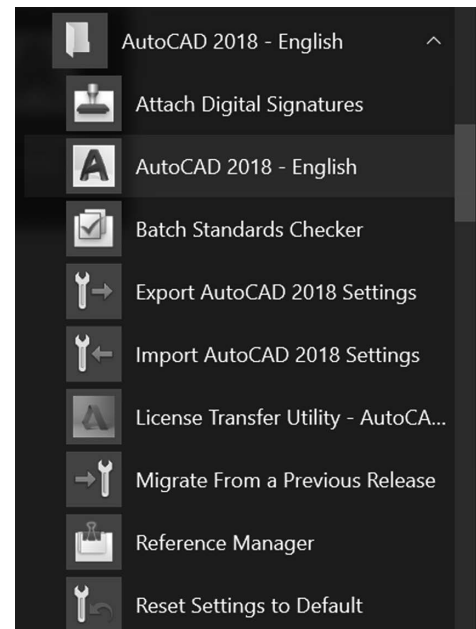 AutoCAD 2018 - English
Attach Digital Signatures
AutoCAD 2018 - English
Batch Standards Checker
Export AutoCAD 2018 Settings
Import AutoCAD 2018 Settings
License Transfer Utility - AutoCA...
Migrate From a Previous Release
Reference Manager
Reset Settings to Default